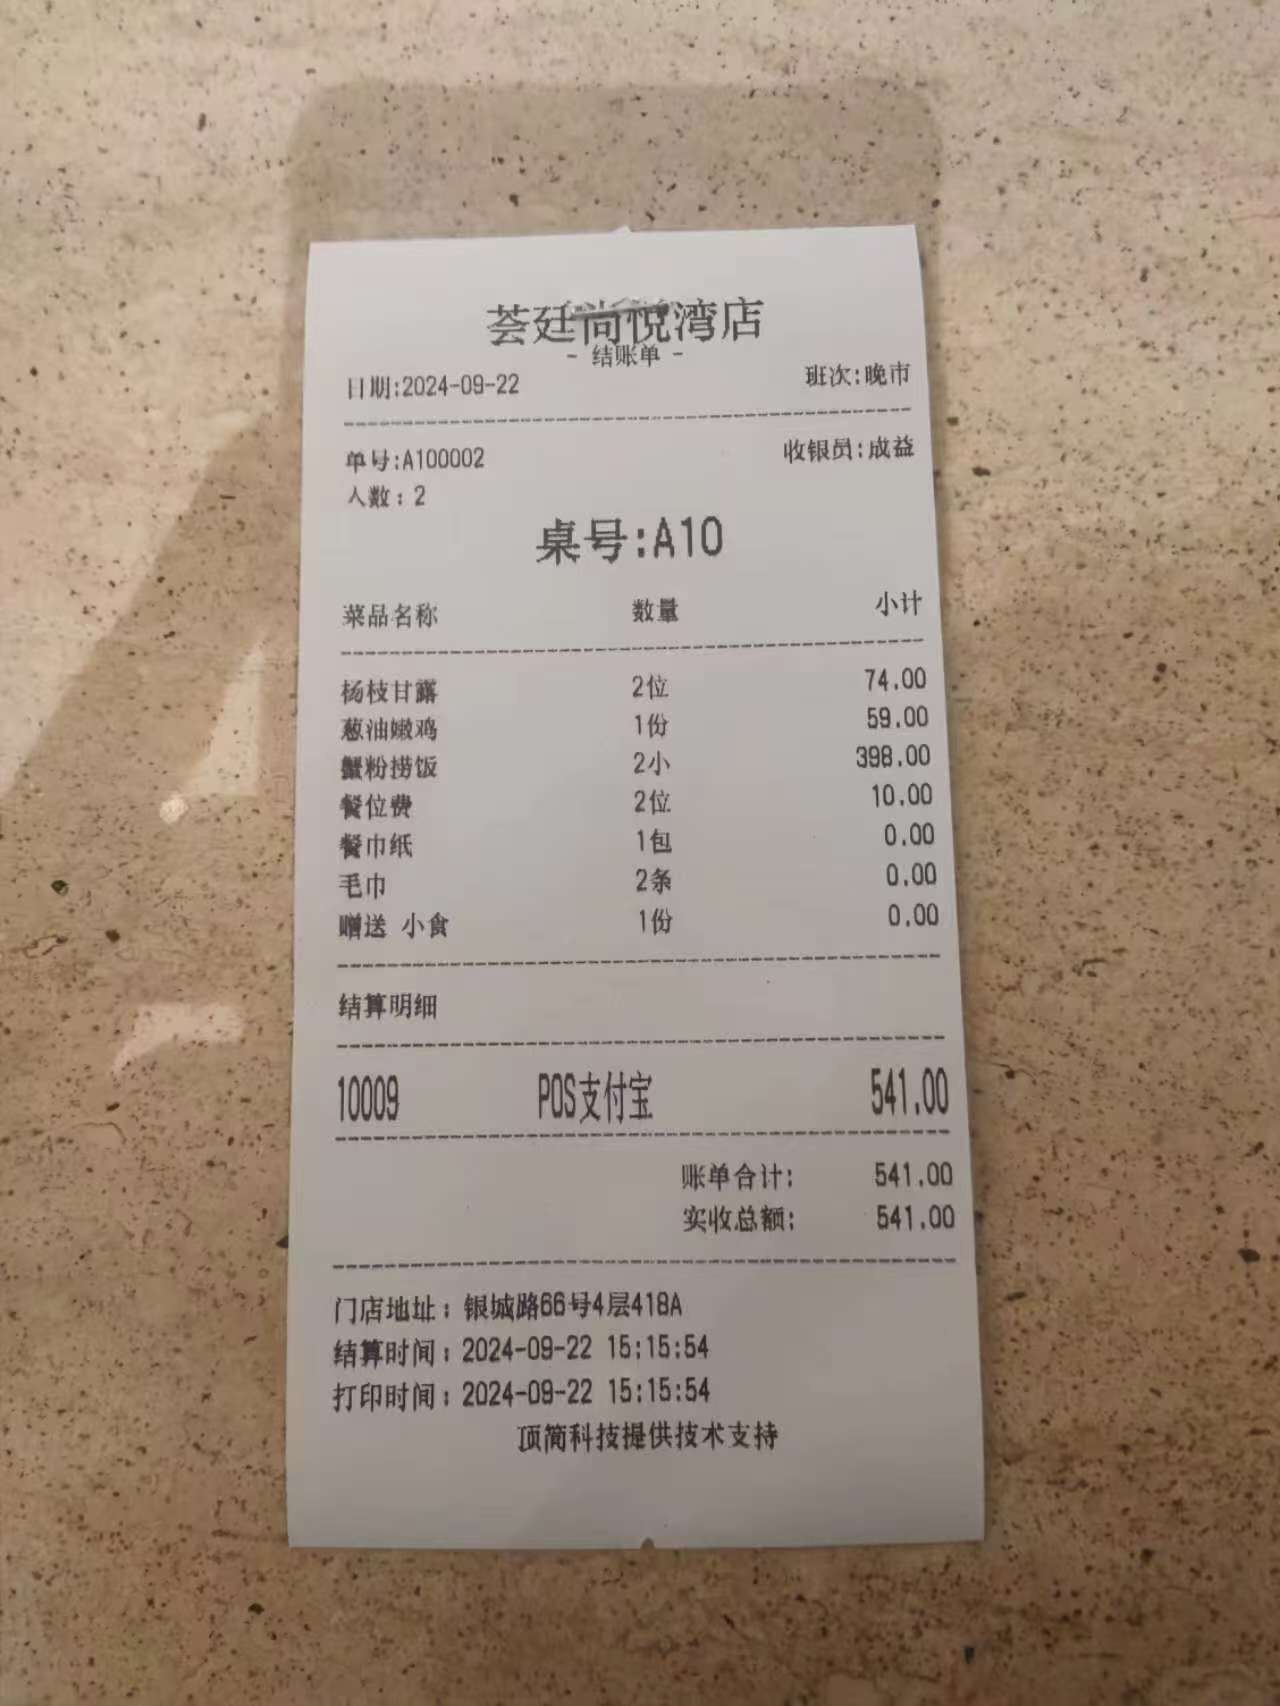 荟廷尚悦湾店
- 结账单 -
日期:2024-09-22 班次:晚市
单号:A100002 收银员:成益
人数：2
桌号:A10
菜品名称 数量 小计
杨枝甘露 2位 74.00
葱油嫩鸡 1份 59.00
蟹粉捞饭 2小 398.00
餐位费 2位 10.00
餐巾纸 1包 0.00
毛巾 2条 0.00
赠送 小食 1份 0.00
结算明细
10009 POS支付宝 541.00
账单合计: 541.00
实收总额: 541.00
门店地址：银城路66号4层418A
结算时间：2024-09-22 15:15:54
打印时间：2024-09-22 15:15:54
顶简科技提供技术支持